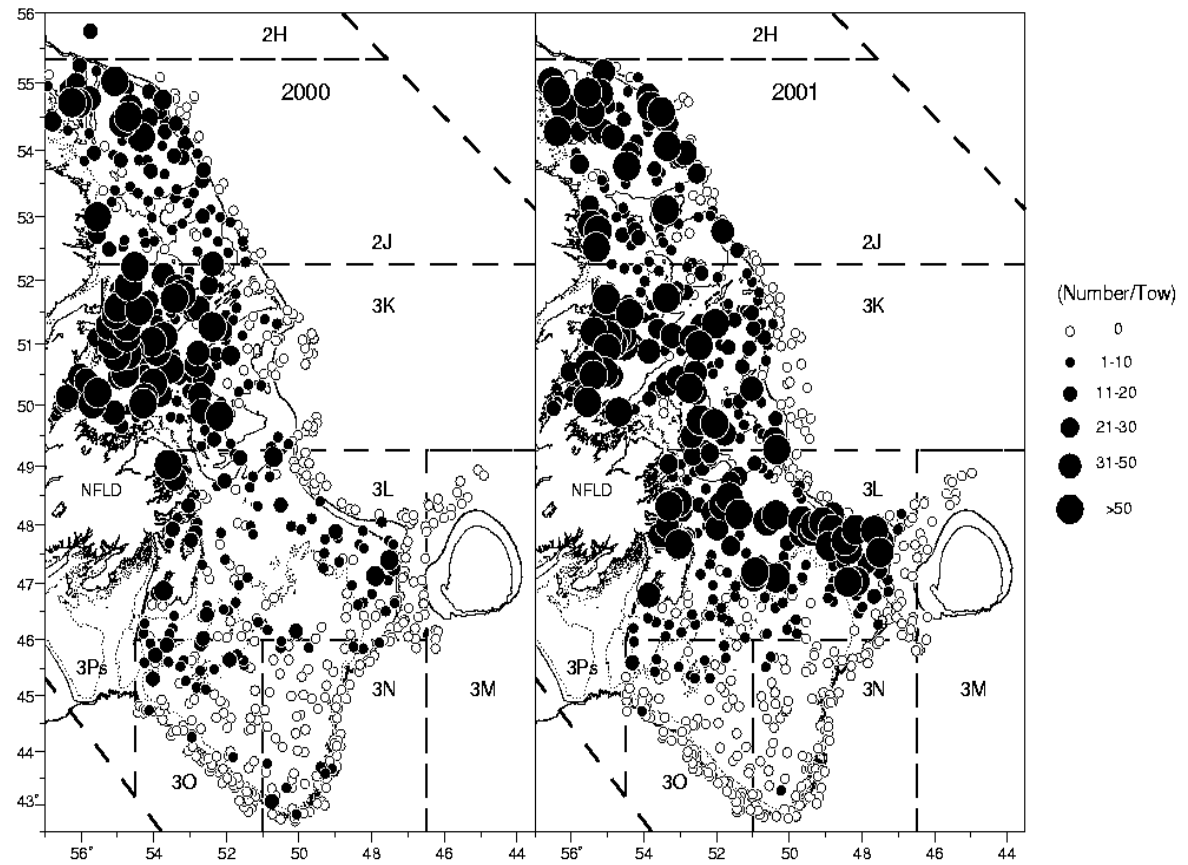 56
2H
2H
55
2000
2001
54
53
2J
2J
52
3K
3K
(Number/Tow)
0
1-10
11-20
21-30
31-50
>50
51
50
49
NFLD
3L
NFLD
3L
48
47
46
3Ps
3N
3M
3Ps
3N
3M
45
44
3O
3O
43°
56°
54
52
50
48
46
44
56°
54
52
50
48
46
44